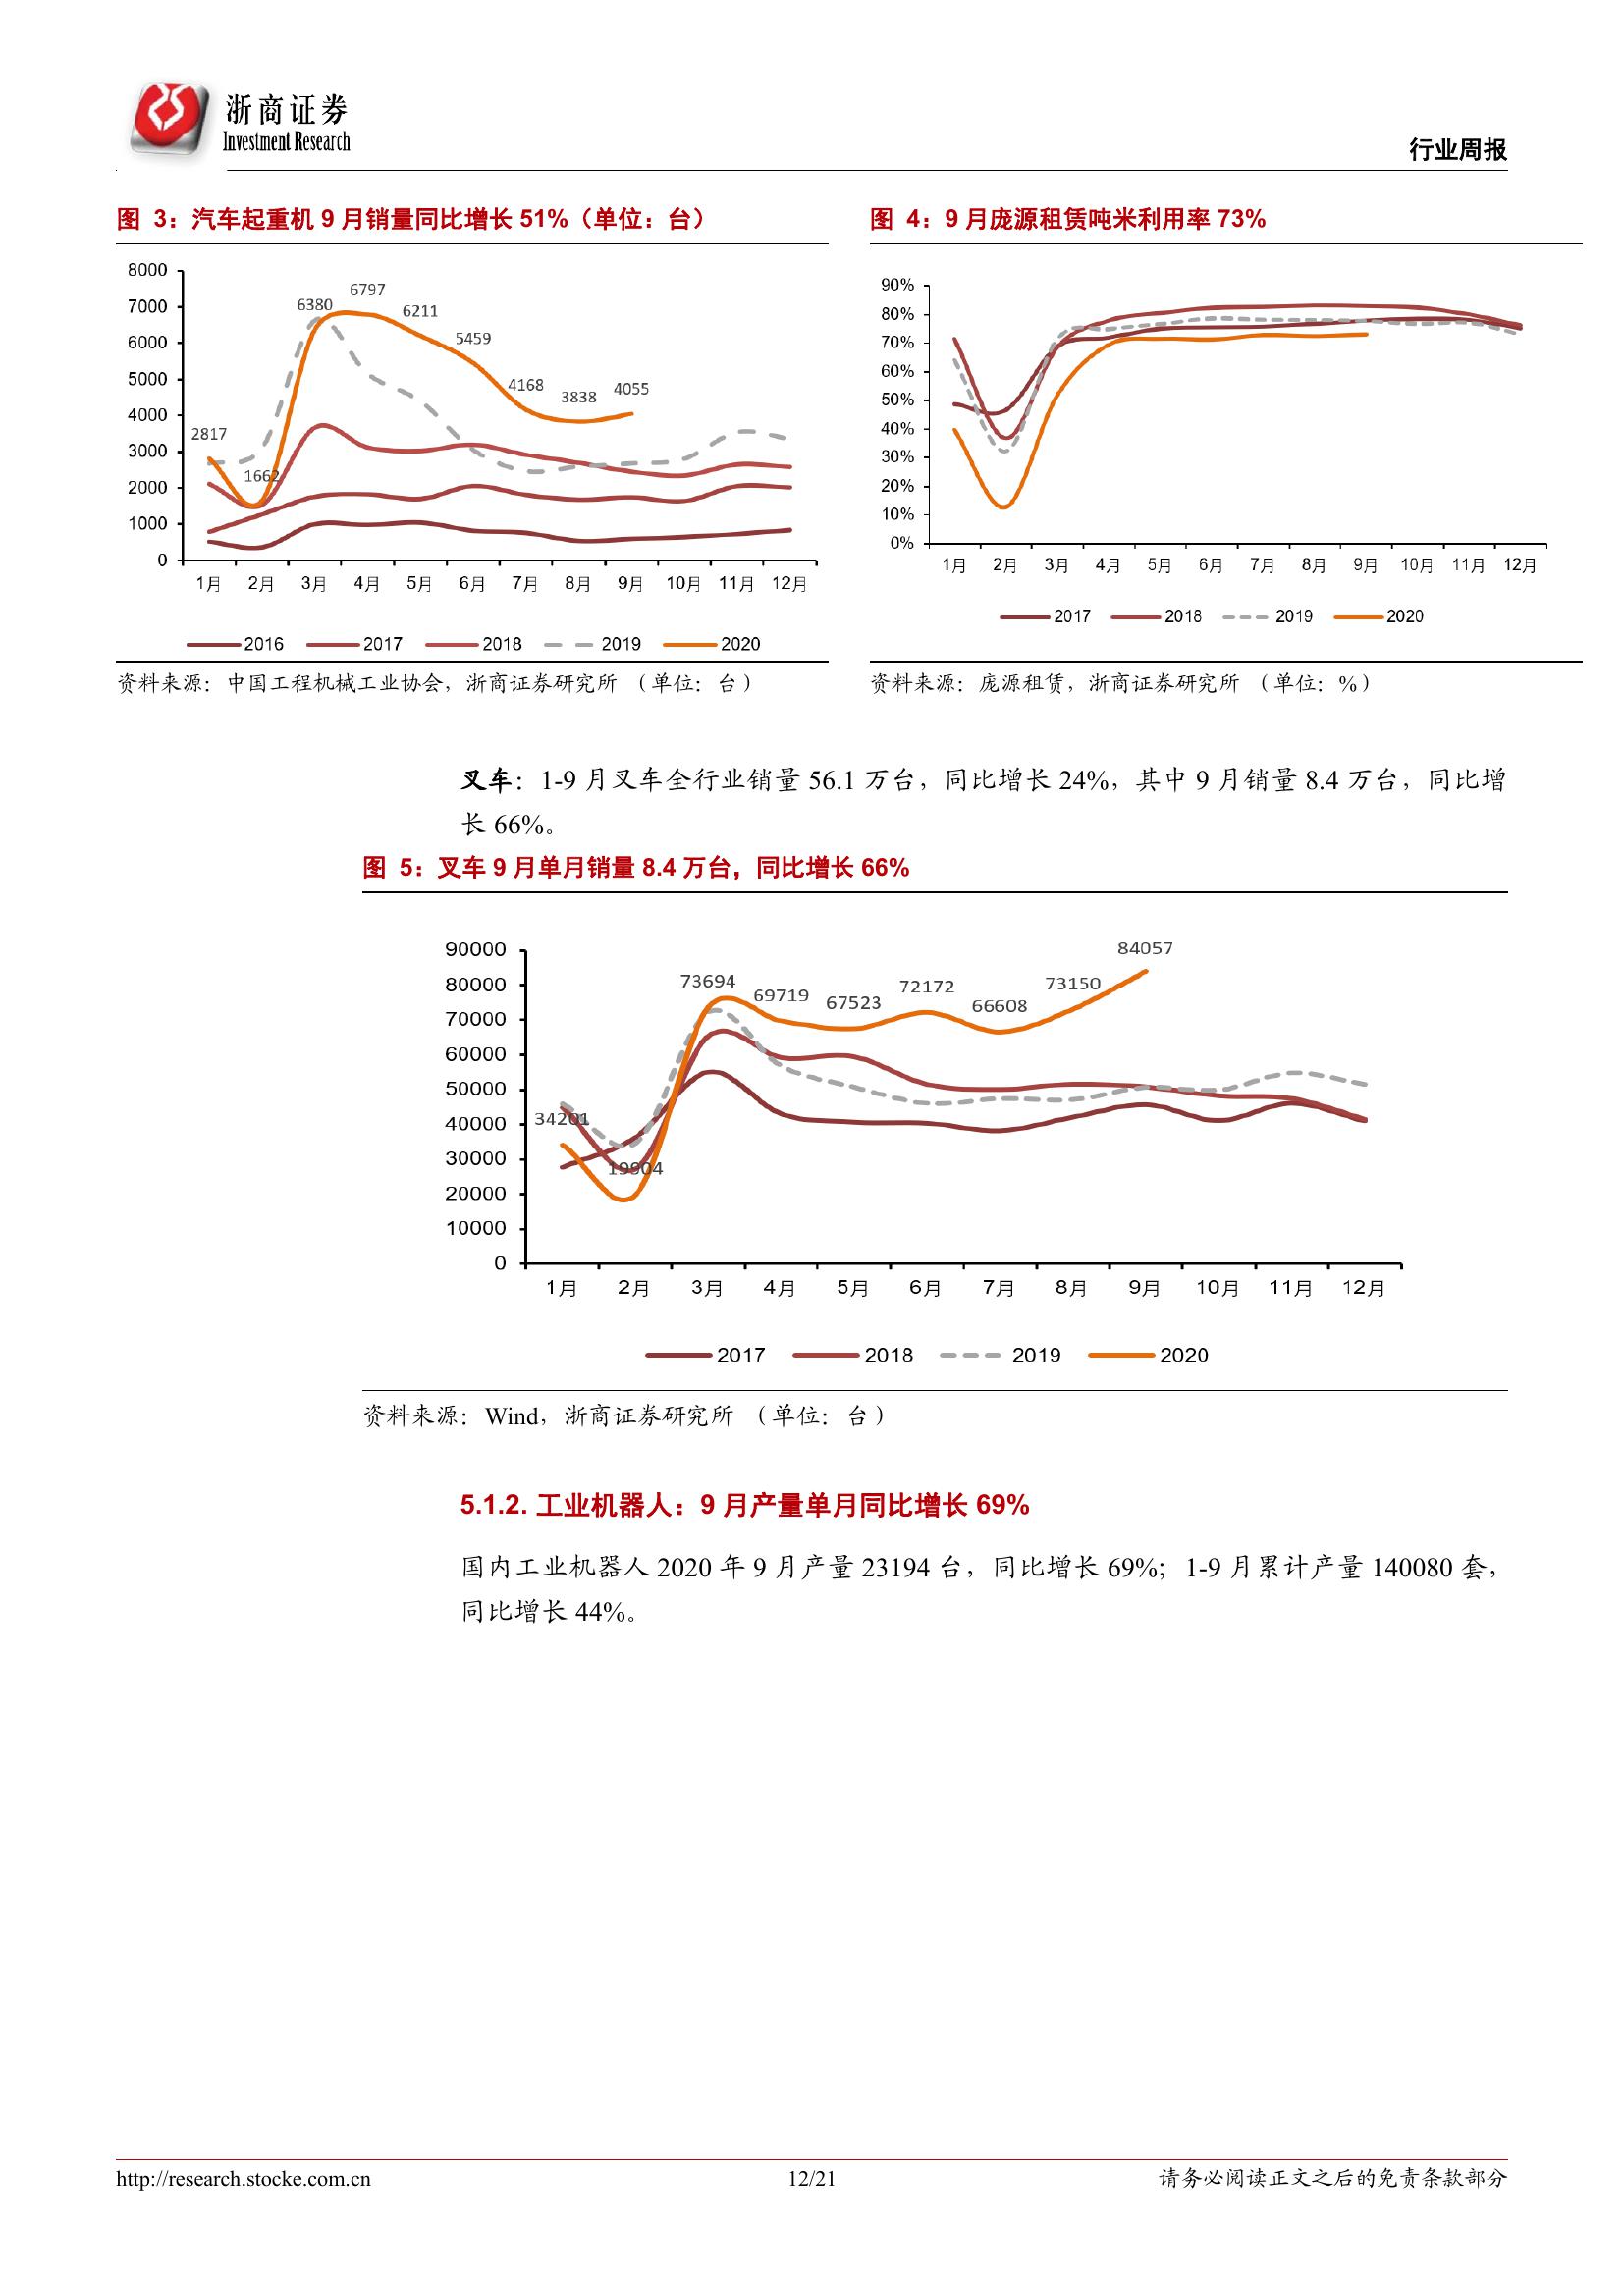 浙商证券
Investment Research
行业周报
图 3：汽车起重机 9 月销量同比增长 51%（单位：台）
8000
7000
6000
5000
4000
3000
2000
1000
0
2817
1662
6380
6797
6211
5459
4168
3838
4055
1月 2月 3月 4月 5月 6月 7月 8月 9月 10月 11月 12月
2016 2017 2018 2019 2020
资料来源：中国工程机械工业协会，浙商证券研究所 （单位：台）
图 4：9 月庞源租赁吨米利用率 73%
90%
80%
70%
60%
50%
40%
30%
20%
10%
0%
1月 2月 3月 4月 5月 6月 7月 8月 9月 10月 11月 12月
2017 2018 2019 2020
资料来源：庞源租赁，浙商证券研究所 （单位：%）
叉车：1-9 月叉车全行业销量 56.1 万台，同比增长 24%，其中 9 月销量 8.4 万台，同比增
长 66%。
图 5：叉车 9 月单月销量 8.4 万台，同比增长 66%
90000
80000
70000
60000
50000
40000
30000
20000
10000
0
34201
73694
69719
67523
72172
66608
73150
84057
1月 2月 3月 4月 5月 6月 7月 8月 9月 10月 11月 12月
2017 2018 2019 2020
资料来源：Wind，浙商证券研究所 （单位：台）
5.1.2. 工业机器人：9 月产量单月同比增长 69%
国内工业机器人 2020 年 9 月产量 23194 台，同比增长 69%；1-9 月累计产量 140080 套，
同比增长 44%。
http://research.stocke.com.cn
12/21
请务必阅读正文之后的免责条款部分